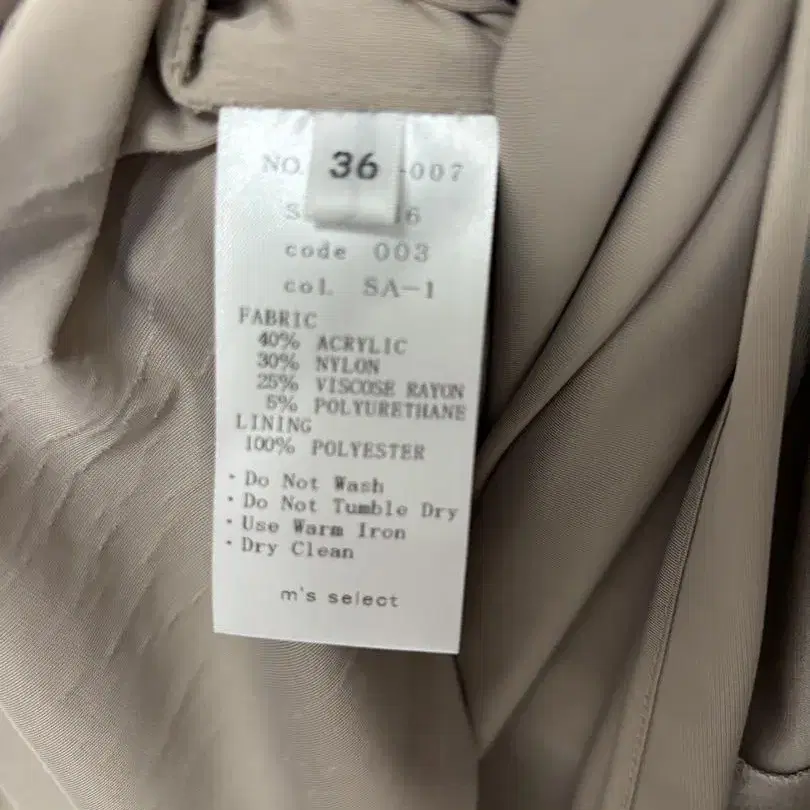 NO. 36 -007
S 6
code 003
col. SA-1
FABRIC
40% ACRYLIC
30% NYLON
25% VISCOSE RAYON
5% POLYURETHANE
LINING
100% POLYESTER
・Do Not Wash
・Do Not Tumble Dry
・Use Warm Iron
・Dry Clean
m's select